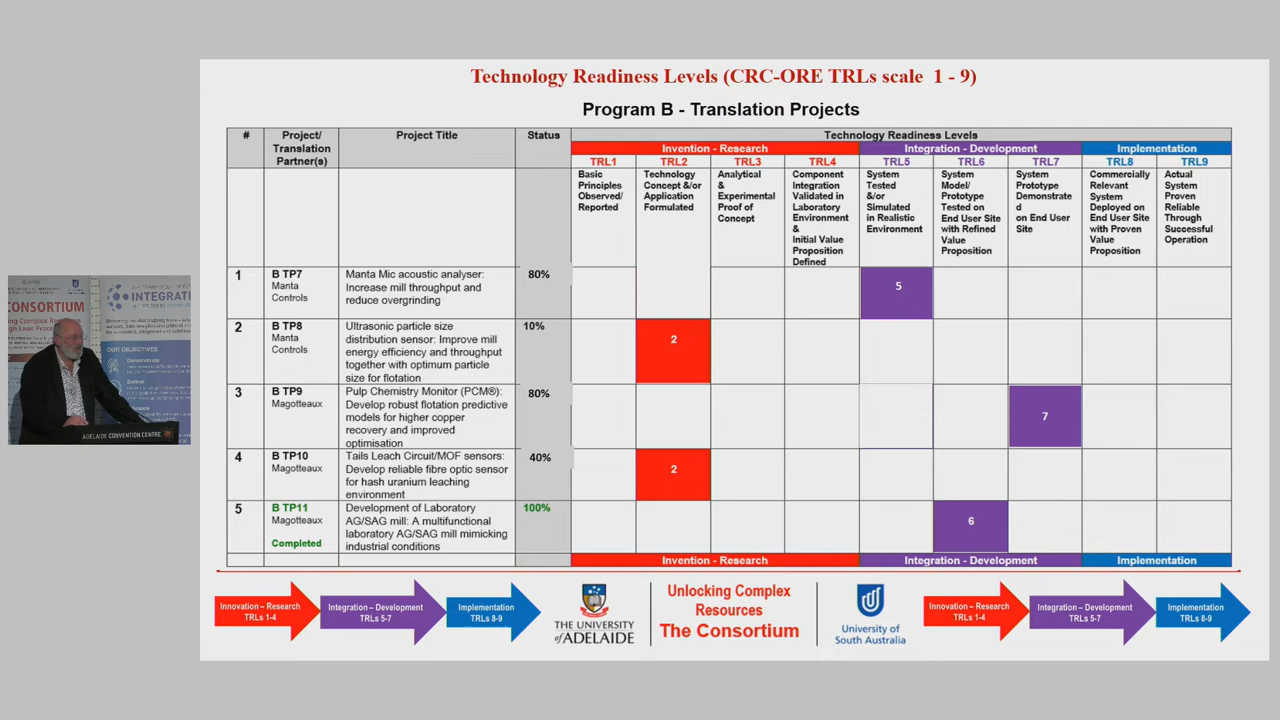 Technology Readiness Levels (CRC-ORE TRLs scale 1 - 9)
Program B - Translation Projects
#
Project/
Translation
Partner(s)
Project Title
Status
Technology Readiness Levels
Invention - Research
Integration - Development
Implementation
TRL1
TRL2
TRL3
TRL4
TRL5
TRL6
TRL7
TRL8
TRL9
Basic
Principles
Observed/
Reported
Technology
Concept &/or
Application
Formulated
Analytical
&
Experimental
Proof of
Concept
Component
Integration
Validated in
Laboratory
Environment
&
Initial Value
Proposition
Defined
System
Tested
&/or
Simulated
in Realistic
Environment
System
Model/
Prototype
Tested on
End User Site
with Refined
Value
Proposition
System
Prototype
Demonstrate
d
on End User
Site
Commercially
Relevant
System
Deployed on
End User Site
with Proven
Value
Proposition
Actual
System
Proven
Reliable
Through
Successful
Operation
1
B TP7
Manta
Controls
Manta Mic acoustic analyser:
Increase mill throughput and
reduce overgrinding
80%
5
2
B TP8
Manta
Controls
Ultrasonic particle size
distribution sensor: Improve mill
energy efficiency and throughput
together with optimum particle
size for flotation
10%
2
3
B TP9
Magotteaux
Pulp Chemistry Monitor (PCM®):
Develop robust flotation predictive
models for higher copper
recovery and improved
optimisation
80%
7
4
B TP10
Magotteaux
Tails Leach Circuit/MOF sensors:
Develop reliable fibre optic sensor
for hash uranium leaching
environment
40%
2
5
B TP11
Magotteaux
Completed
Development of Laboratory
AG/SAG mill: A multifunctional
laboratory AG/SAG mill mimicking
industrial conditions
100%
6
Invention - Research
Integration - Development
Implementation
Innovation – Research
TRLs 1-4
Integration – Development
TRLs 5-7
Implementation
TRLs 8-9
THE UNIVERSITY
of ADELAIDE
Unlocking Complex
Resources
The Consortium
University of
South Australia
Innovation – Research
TRLs 1-4
Integration – Development
TRLs 5-7
Implementation
TRLs 8-9
CONSORTIUM
INTEGRAT
OUR OBJECTIVES
Demonstrate
ADELAIDE CONVENTION CENTRE